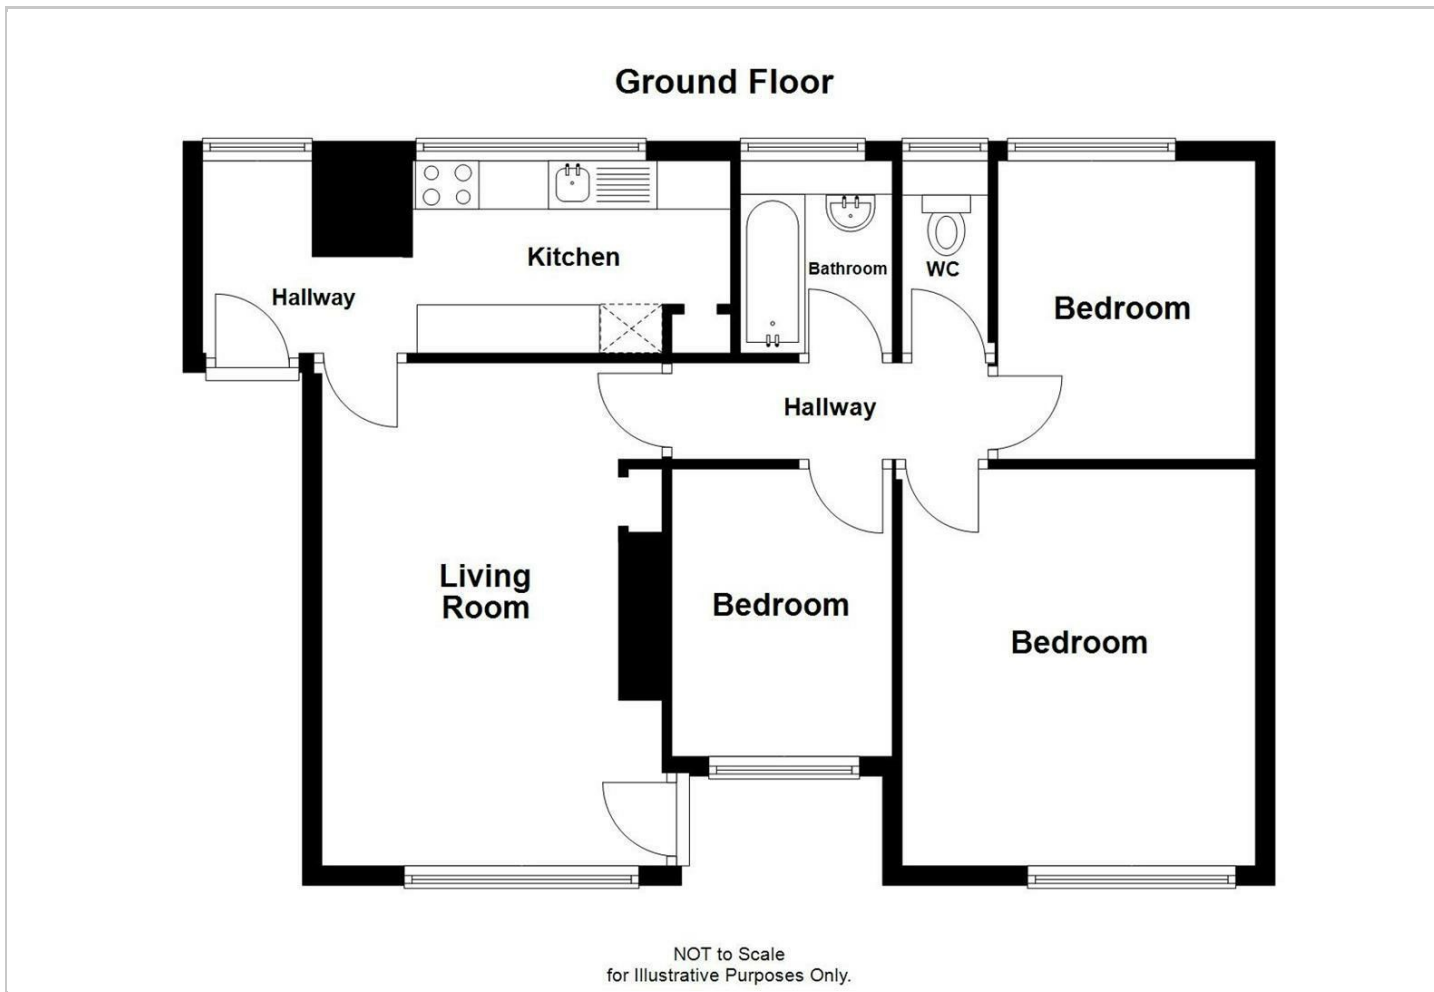 Ground Floor
Kitchen
Hallway
Bathroom
WC
Bedroom
Hallway
Living
Room
Bedroom
Bedroom
NOT to Scale
for Illustrative Purposes Only.